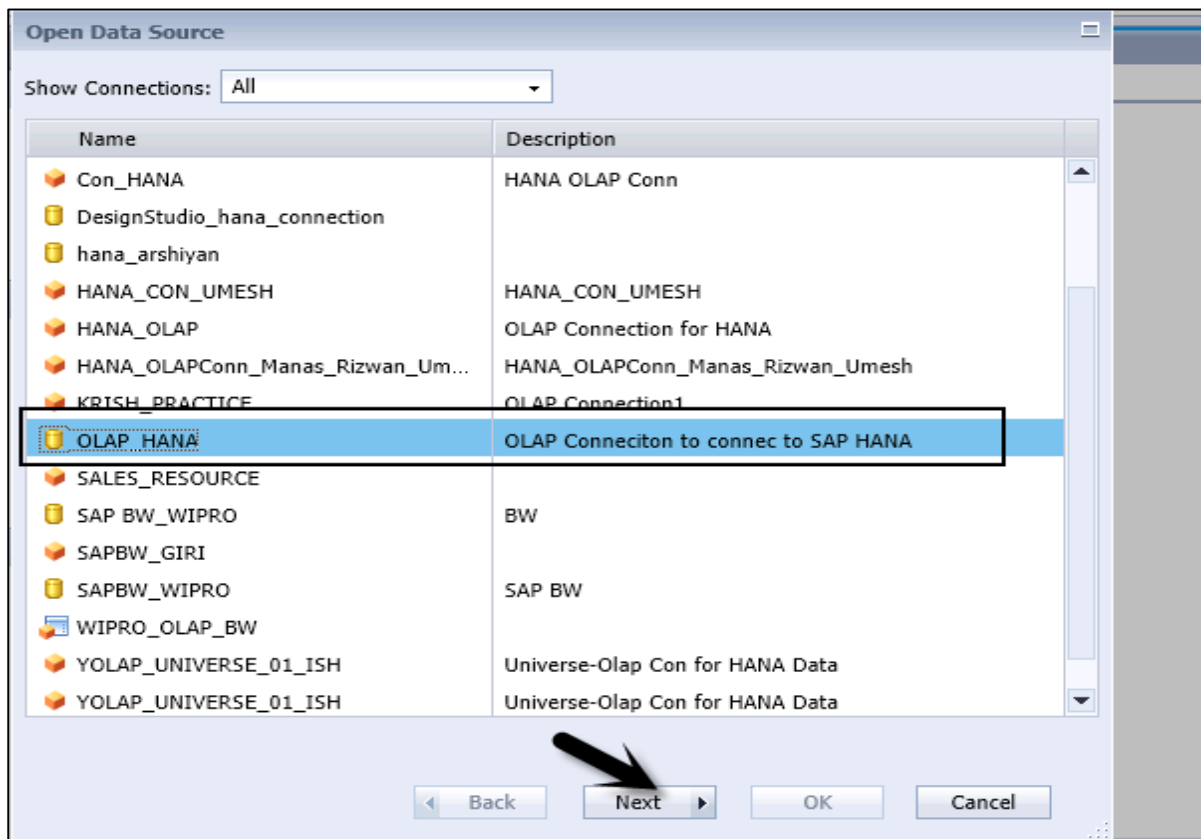 Open Data Source
Show Connections: All
Name Description
Con_HANA HANA OLAP Conn
DesignStudio_hana_connection
hana_arshiyan
HANA_CON_UMESH HANA_CON_UMESH
HANA_OLAP OLAP Connection for HANA
HANA_OLAPConn_Manas_Rizwan_Um... HANA_OLAPConn_Manas_Rizwan_Umesh
KRISH_PRACTICE OLAP Connection1
OLAP_HANA OLAP Conneciton to connec to SAP HANA
SALES_RESOURCE
SAP BW_WIPRO BW
SAPBW_GIRI
SAPBW_WIPRO SAP BW
WIPRO_OLAP_BW
YOLAP_UNIVERSE_01_ISH Universe-Olap Con for HANA Data
YOLAP_UNIVERSE_01_ISH Universe-Olap Con for HANA Data
Back Next OK Cancel